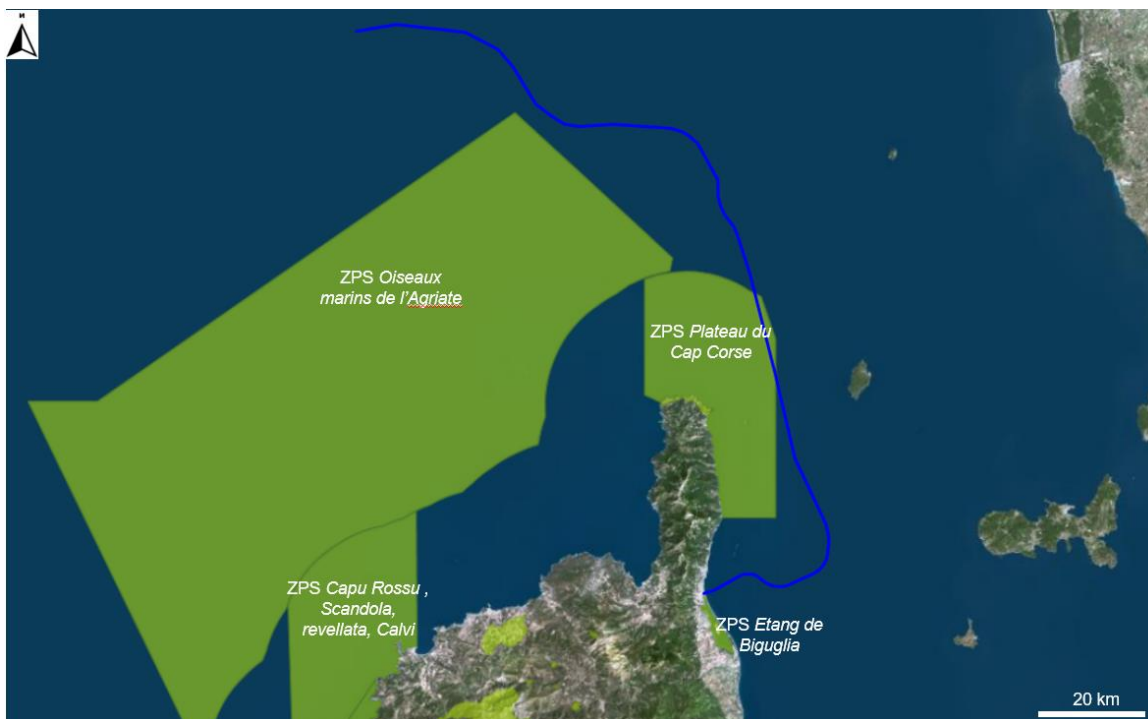 N
ZPS Oiseaux
marins de l'Agriate
ZPS Plateau du
Cap Corse
ZPS Capu Rossu ,
Scandola,
revellata, Calvi
ZPS Etang de
Biguglia
20 km